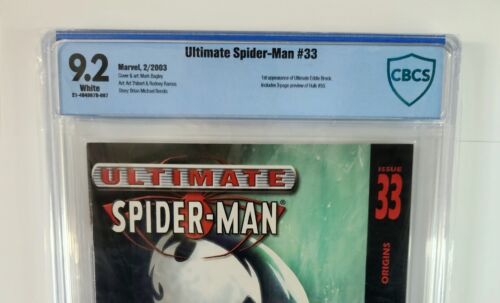 Ultimate Spider-Man #33
9.2
White
Marvel, 2/2003
Cover & art: Mark Bagley
Art: Art Thibert & Rodney Ramos
Story: Brian Michael Bendis
1st appearance of Ultimate Eddie Brock.
Includes 3-page preview of Hulk #50.
CBCS
ULTIMATE
SPIDER-MAN
ISSUE
33
ORIGINS